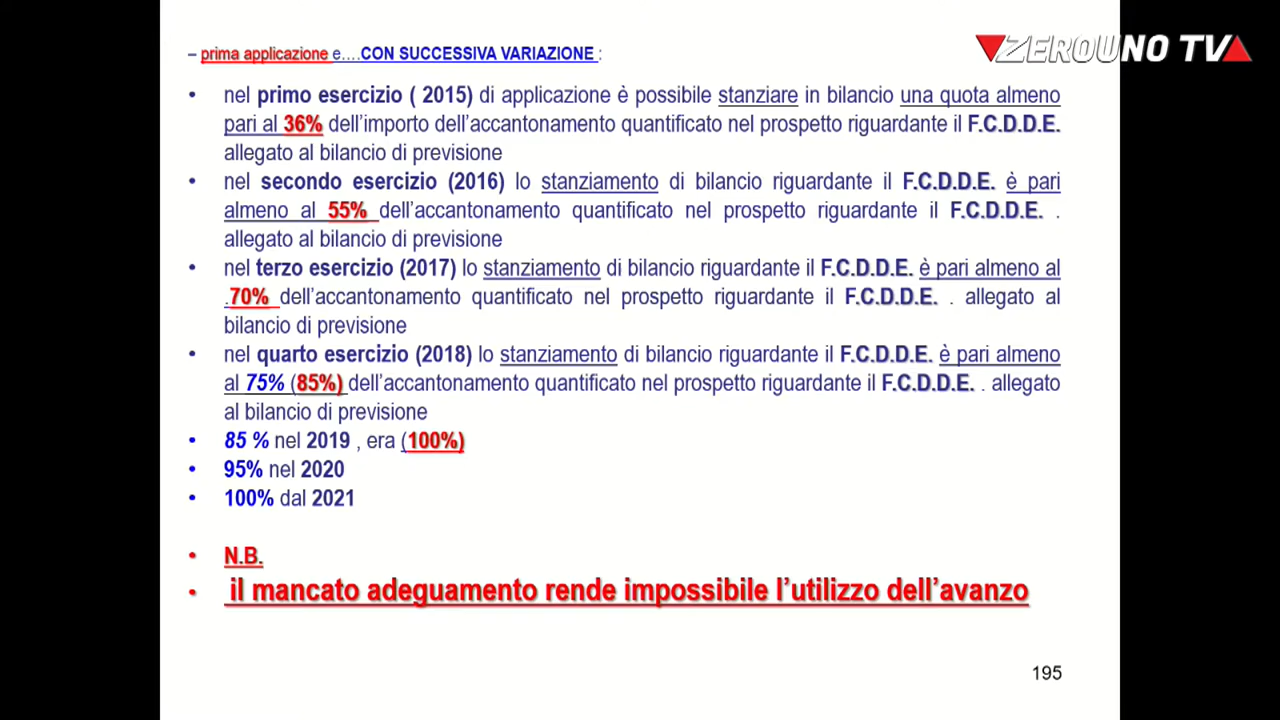 – prima applicazione e….CON SUCCESSIVA VARIAZIONE :
ZEROUNO TV
• nel primo esercizio ( 2015) di applicazione è possibile stanziare in bilancio una quota almeno
pari al 36% dell’importo dell’accantonamento quantificato nel prospetto riguardante il F.C.D.D.E.
allegato al bilancio di previsione
• nel secondo esercizio (2016) lo stanziamento di bilancio riguardante il F.C.D.D.E. è pari
almeno al 55% dell’accantonamento quantificato nel prospetto riguardante il F.C.D.D.E. .
allegato al bilancio di previsione
• nel terzo esercizio (2017) lo stanziamento di bilancio riguardante il F.C.D.D.E. è pari almeno al
.70% dell’accantonamento quantificato nel prospetto riguardante il F.C.D.D.E. . allegato al
bilancio di previsione
• nel quarto esercizio (2018) lo stanziamento di bilancio riguardante il F.C.D.D.E. è pari almeno
al 75% (85%) dell’accantonamento quantificato nel prospetto riguardante il F.C.D.D.E. . allegato
al bilancio di previsione
• 85 % nel 2019 , era (100%)
• 95% nel 2020
• 100% dal 2021
• N.B.
• il mancato adeguamento rende impossibile l’utilizzo dell’avanzo
195